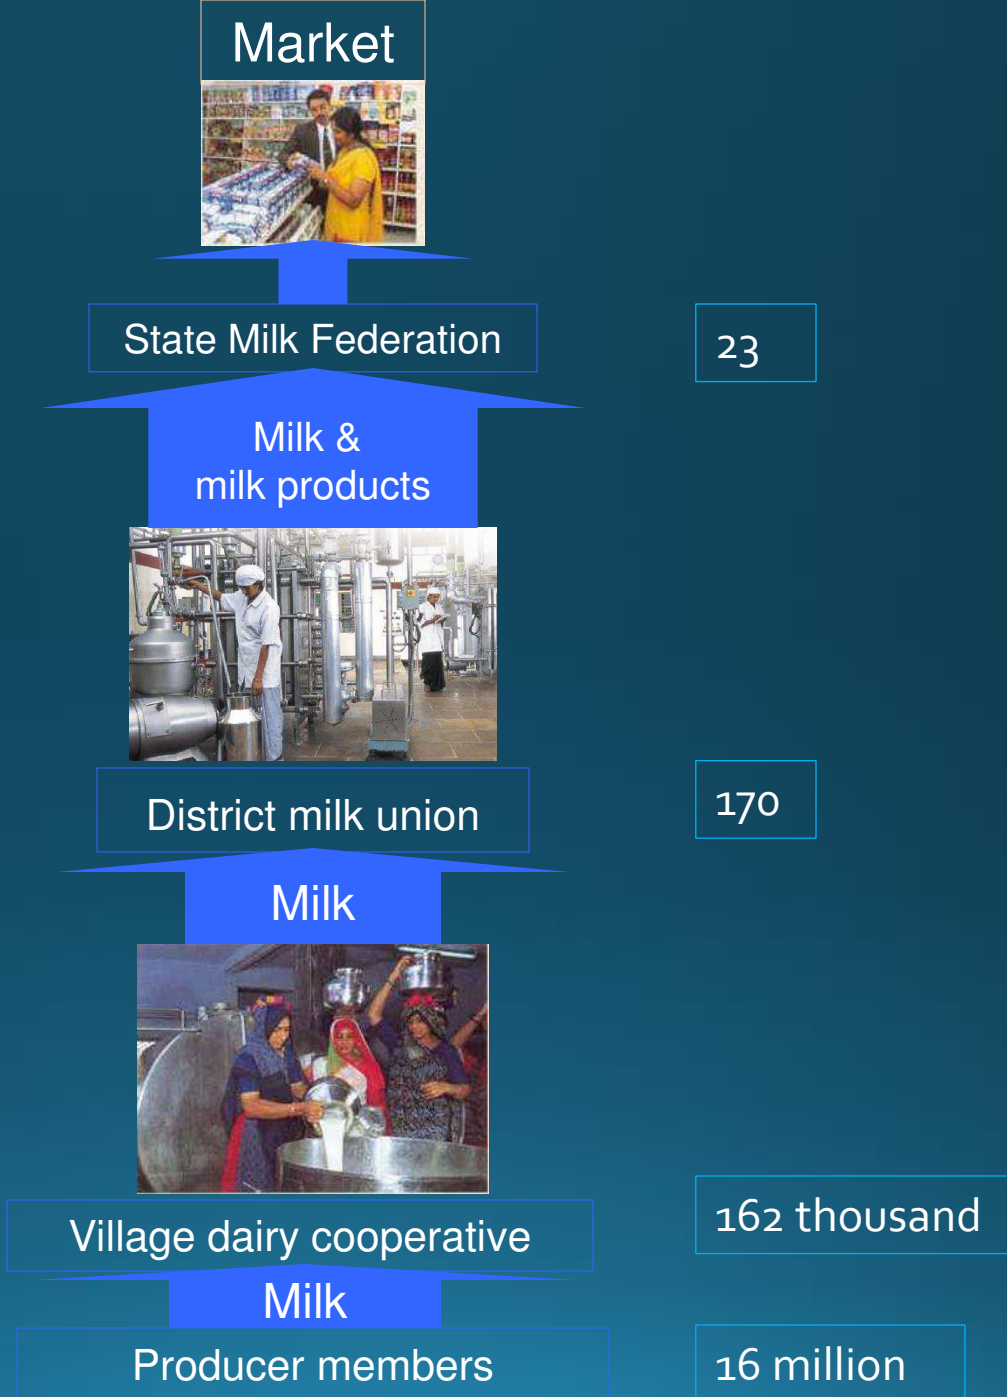 Market
State Milk Federation
23
Milk &
milk products
District milk union
170
Milk
Village dairy cooperative
162 thousand
Milk
Producer members
16 million